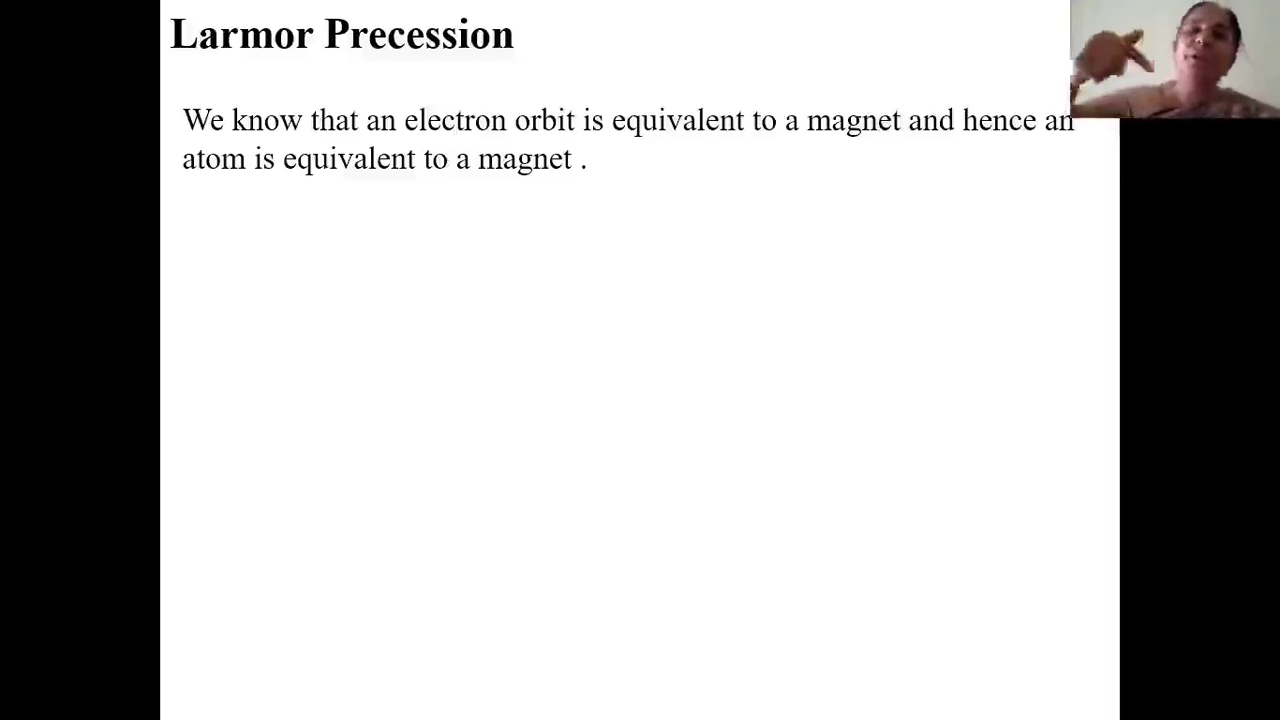 Larmor Precession
We know that an electron orbit is equivalent to a magnet and hence an
atom is equivalent to a magnet .